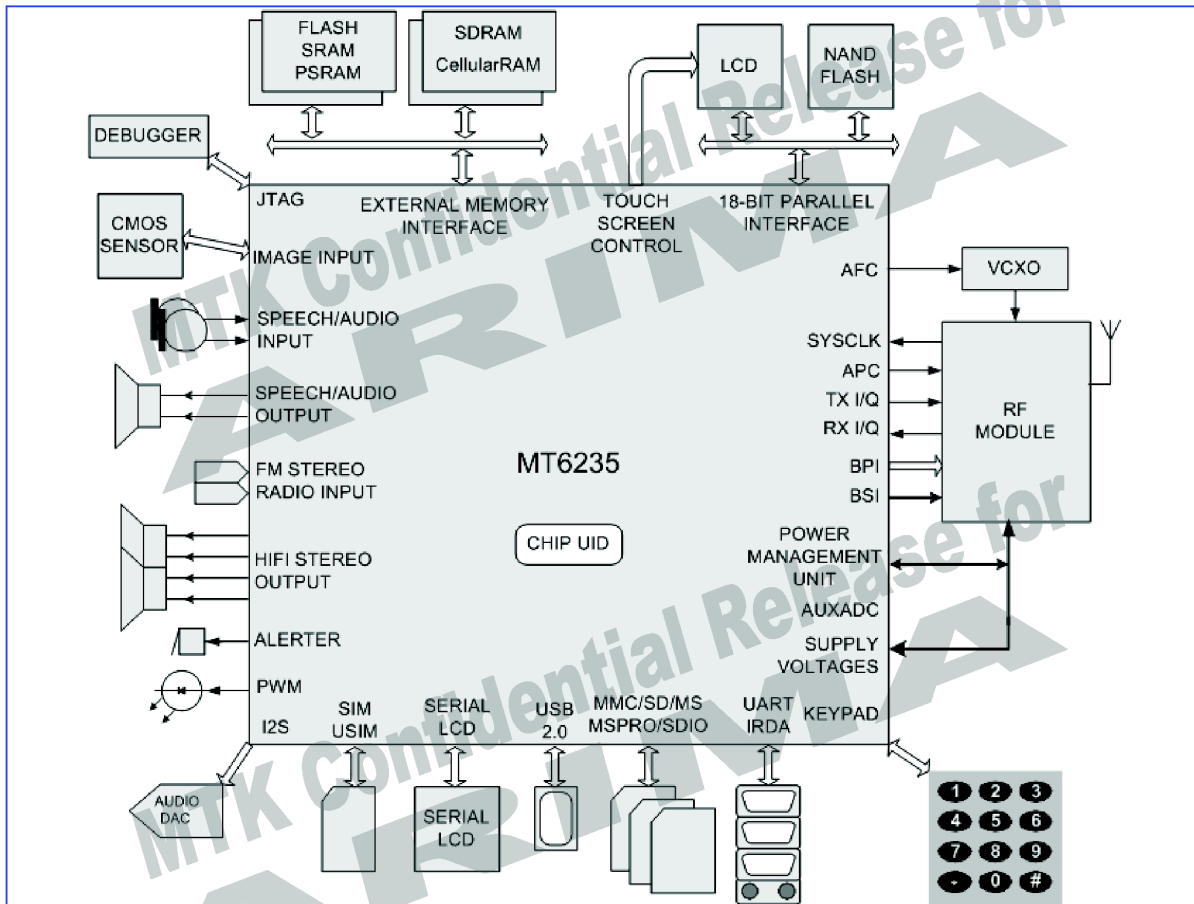 FLASH
SRAM
PSRAM
SDRAM
CellularRAM
LCD
NAND
FLASH
DEBUGGER
JTAG
EXTERNAL MEMORY
INTERFACE
TOUCH
SCREEN
CONTROL
18-BIT PARALLEL
INTERFACE
CMOS
SENSOR
IMAGE INPUT
AFC
VCXO
SPEECH/AUDIO
INPUT
SYSCLK
APC
TX I/Q
RX I/Q
BPI
BSI
RF
MODULE
SPEECH/AUDIO
OUTPUT
FM STEREO
RADIO INPUT
MT6235
CHIP UID
HIFI STEREO
OUTPUT
POWER
MANAGEMENT
UNIT
AUXADC
SUPPLY
VOLTAGES
ALERTER
PWM
I2S
SIM
USIM
SERIAL
LCD
USB
2.0
MMC/SD/MS
MSPRO/SDIO
UART
IRDA
KEYPAD
AUDIO
DAC
SERIAL
LCD
1 2 3
4 5 6
7 8 9
0 #
MTK Confidential Release for
ARIMA
MTK Confidential Release for
ARIMA